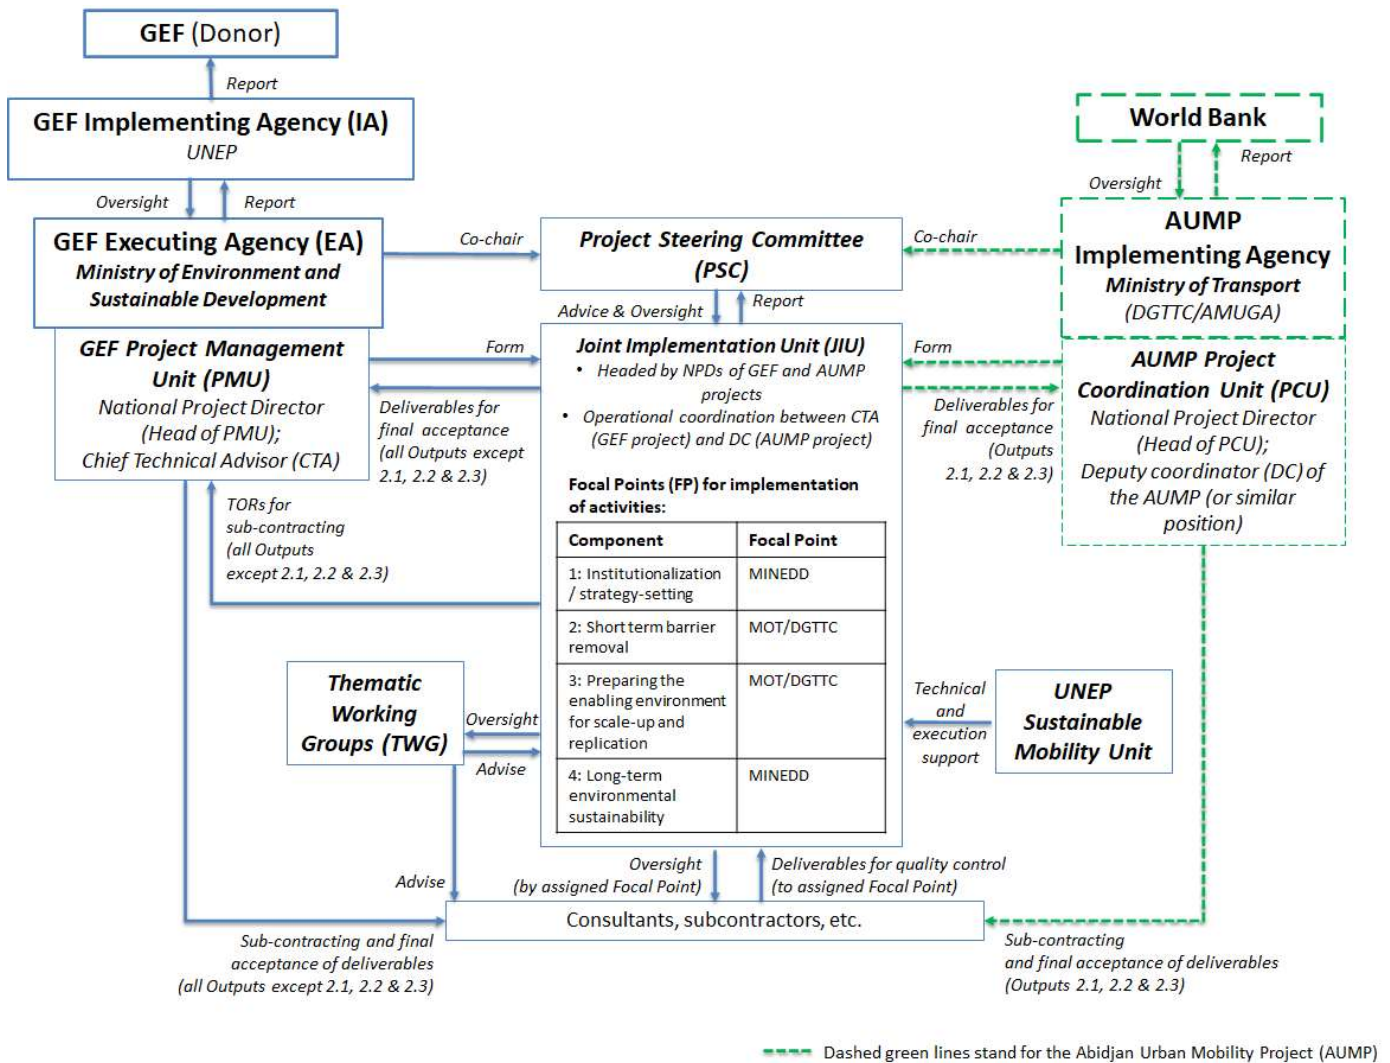 GEF (Donor)
Report
GEF Implementing Agency (IA)
UNEP
Oversight
Report
GEF Executing Agency (EA)
Ministry of Environment and
Sustainable Development
GEF Project Management
Unit (PMU)
National Project Director
(Head of PMU);
Chief Technical Advisor (CTA)
Co-chair
Project Steering Committee
(PSC)
Co-chair
World Bank
Oversight
Report
AUMP
Implementing Agency
Ministry of Transport
(DGTTC/AMUGA)
AUMP Project
Coordination Unit (PCU)
National Project Director
(Head of PCU);
Deputy coordinator (DC) of
the AUMP (or similar
position)
Advice & Oversight
Report
Form
Form
Deliverables for
final acceptance
(all Outputs except
2.1, 2.2 & 2.3)
Deliverables for
final acceptance
(Outputs
2.1, 2.2 & 2.3)
TORs for
sub-contracting
(all Outputs
except 2.1, 2.2 & 2.3)
Joint Implementation Unit (JIU)
• Headed by NPDs of GEF and AUMP
projects
• Operational coordination between CTA
(GEF project) and DC (AUMP project)
Focal Points (FP) for implementation
of activities:
Component Focal Point
1: Institutionalization MINEDD
/ strategy-setting
2: Short term barrier MOT/DGTTC
removal
3: Preparing the MOT/DGTTC
enabling environment
for scale-up and
replication
4: Long-term MINEDD
environmental
sustainability
Thematic
Working
Groups (TWG)
Oversight
Advise
Advise
Technical
and
execution
support
UNEP
Sustainable
Mobility Unit
Oversight
(by assigned Focal Point)
Deliverables for quality control
(to assigned Focal Point)
Consultants, subcontractors, etc.
Sub-contracting and final
acceptance of deliverables
(all Outputs except 2.1, 2.2 & 2.3)
Sub-contracting
and final acceptance of deliverables
(Outputs 2.1, 2.2 & 2.3)
Dashed green lines stand for the Abidjan Urban Mobility Project (AUMP)